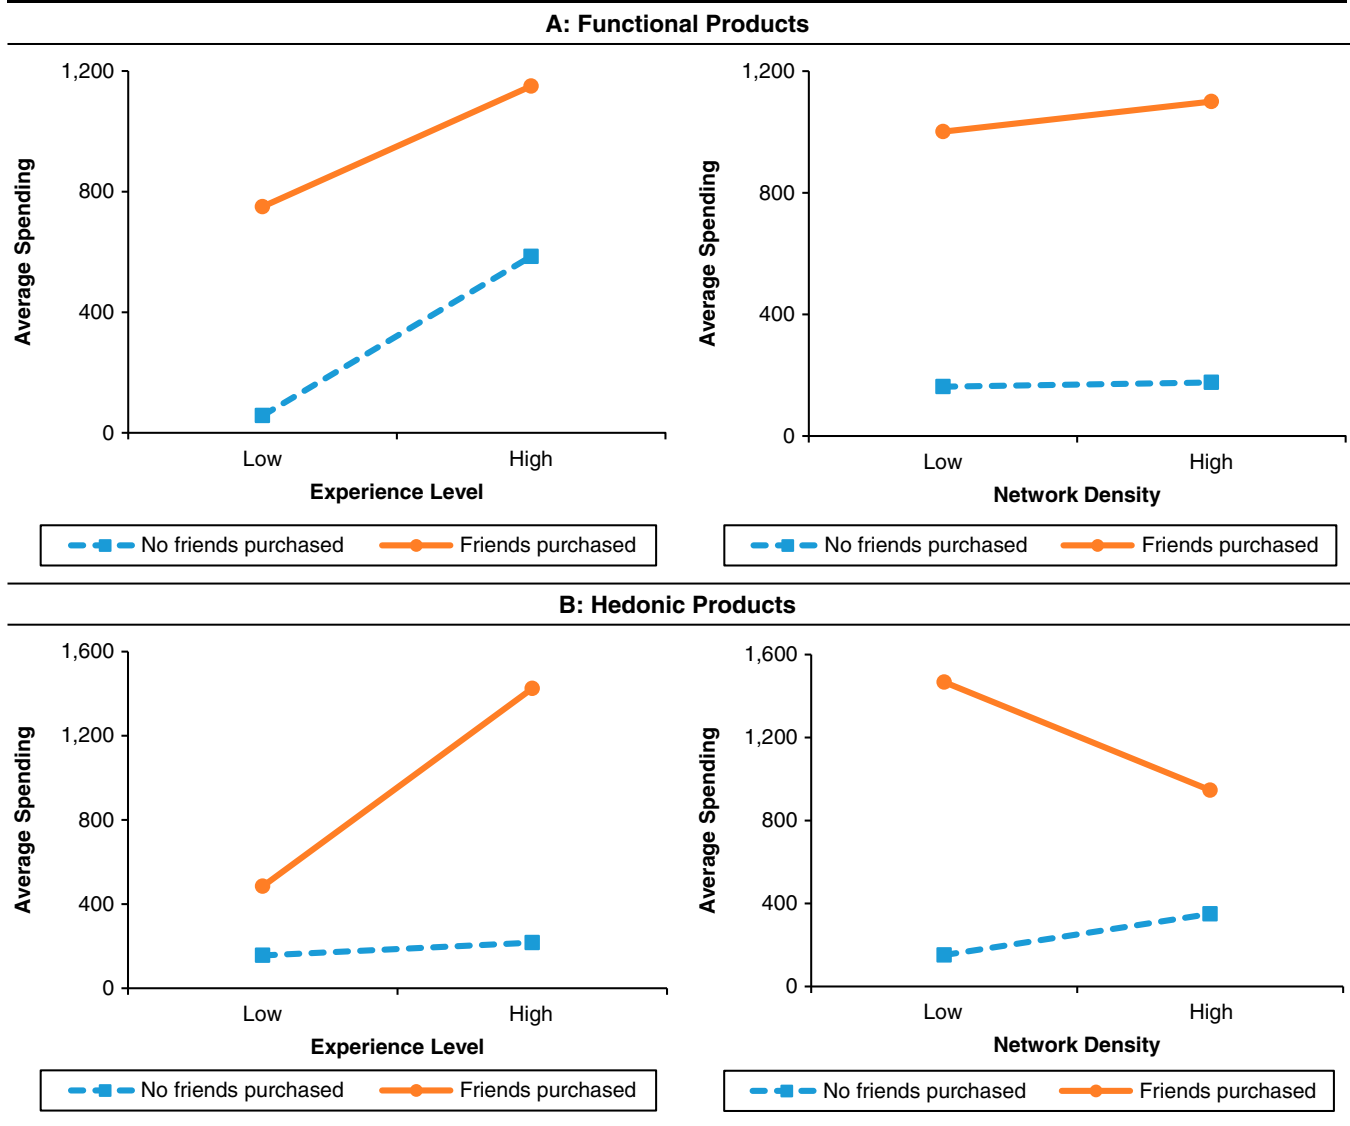 A: Functional Products
1,200
800
400
0
Average Spending
Low
High
Experience Level
No friends purchased
Friends purchased
1,200
800
400
0
Average Spending
Low
High
Network Density
No friends purchased
Friends purchased
B: Hedonic Products
1,600
1,200
800
400
0
Average Spending
Low
High
Experience Level
No friends purchased
Friends purchased
1,600
1,200
800
400
0
Average Spending
Low
High
Network Density
No friends purchased
Friends purchased